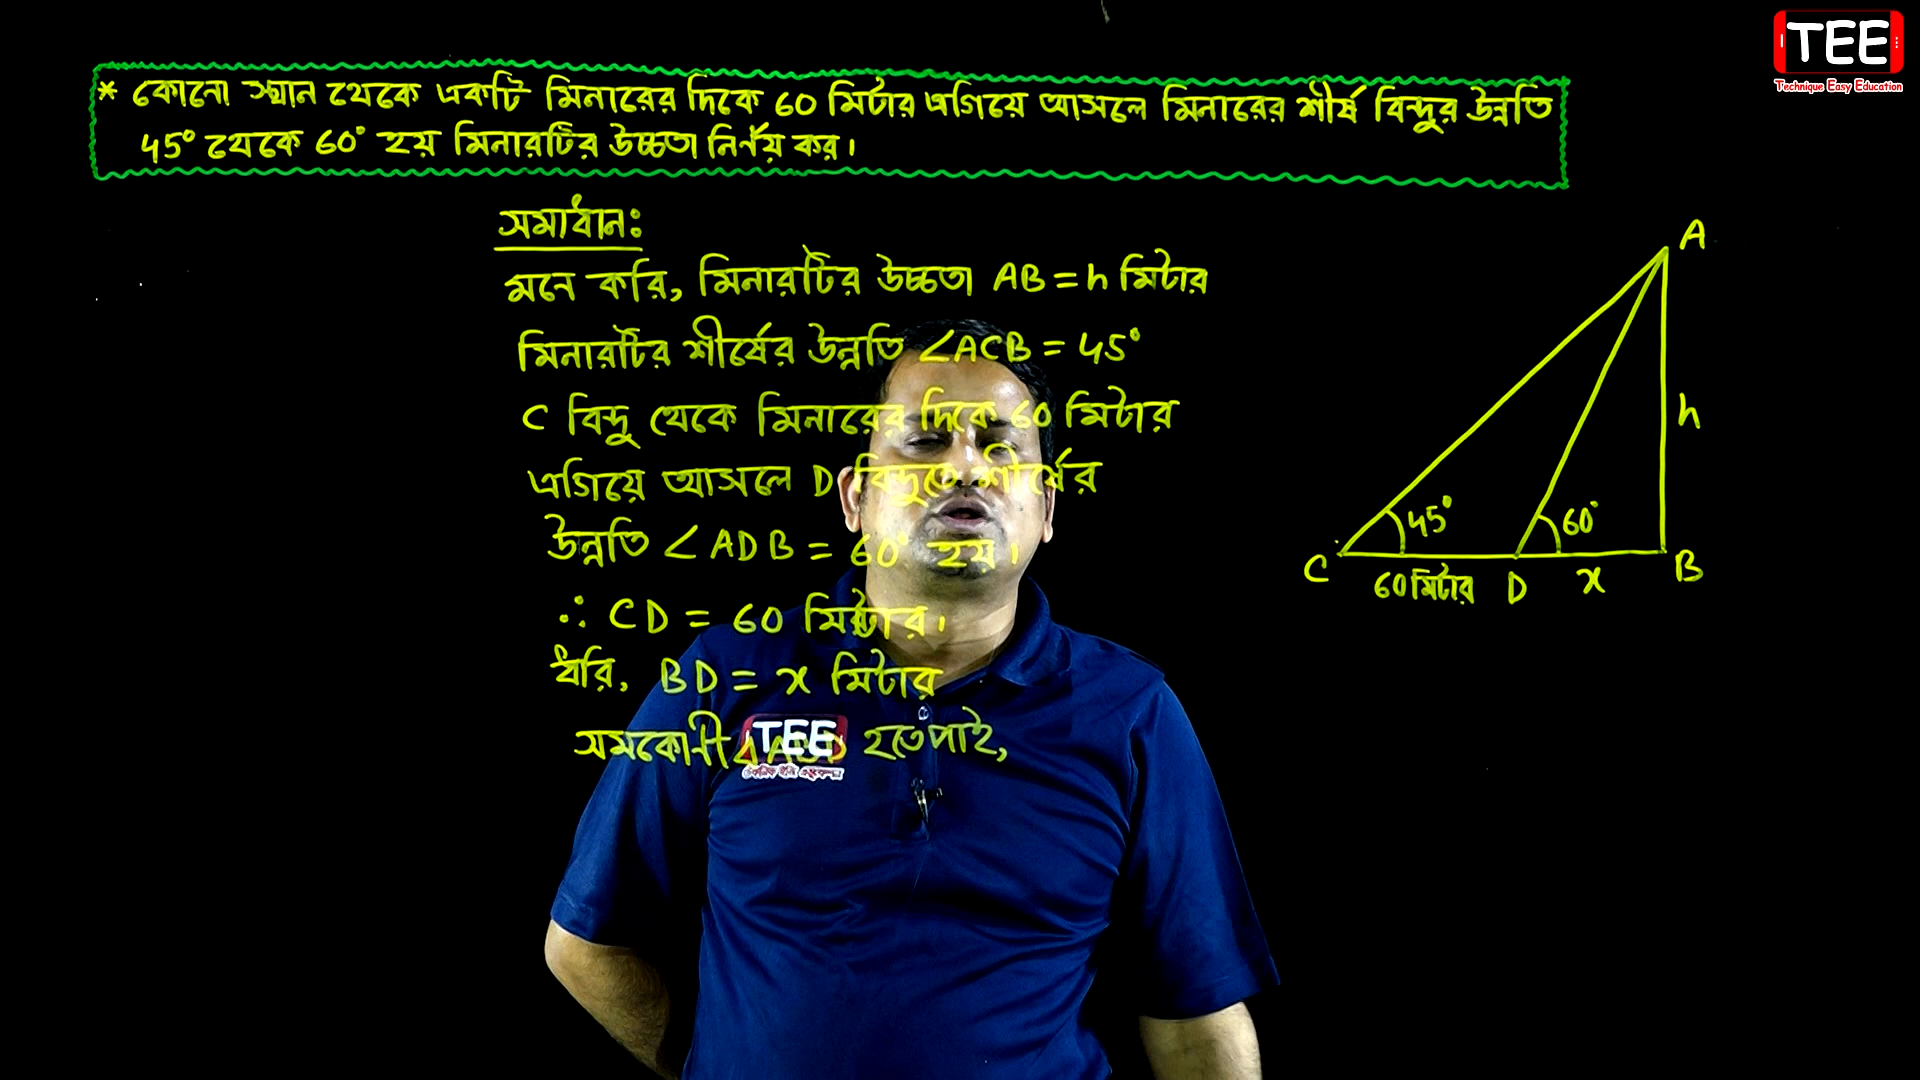 TEE
Technique Easy Education
* কোনো স্থান থেকে একটি মিনারের দিকে 60 মিটার এগিয়ে আসলে মিনারের শীর্ষ বিন্দুর উন্নতি
45° থেকে 60° হয় মিনারটির উচ্চতা নির্ণয় কর।
সমাধান:
মনে করি, মিনারটির উচ্চতা AB = h মিটার
মিনারটির শীর্ষের উন্নতি ∠ACB = 45°
C বিন্দু থেকে মিনারের দিকে 60 মিটার
এগিয়ে আসলে D বিন্দুতে শীর্ষের
উন্নতি ∠ADB = 60° হয়।
∴ CD = 60 মিটার।
ধরি, BD = x মিটার
সমকোণী হতে পাই,
TEE
A
h
45°
60°
C
60 মিটার
D
x
B